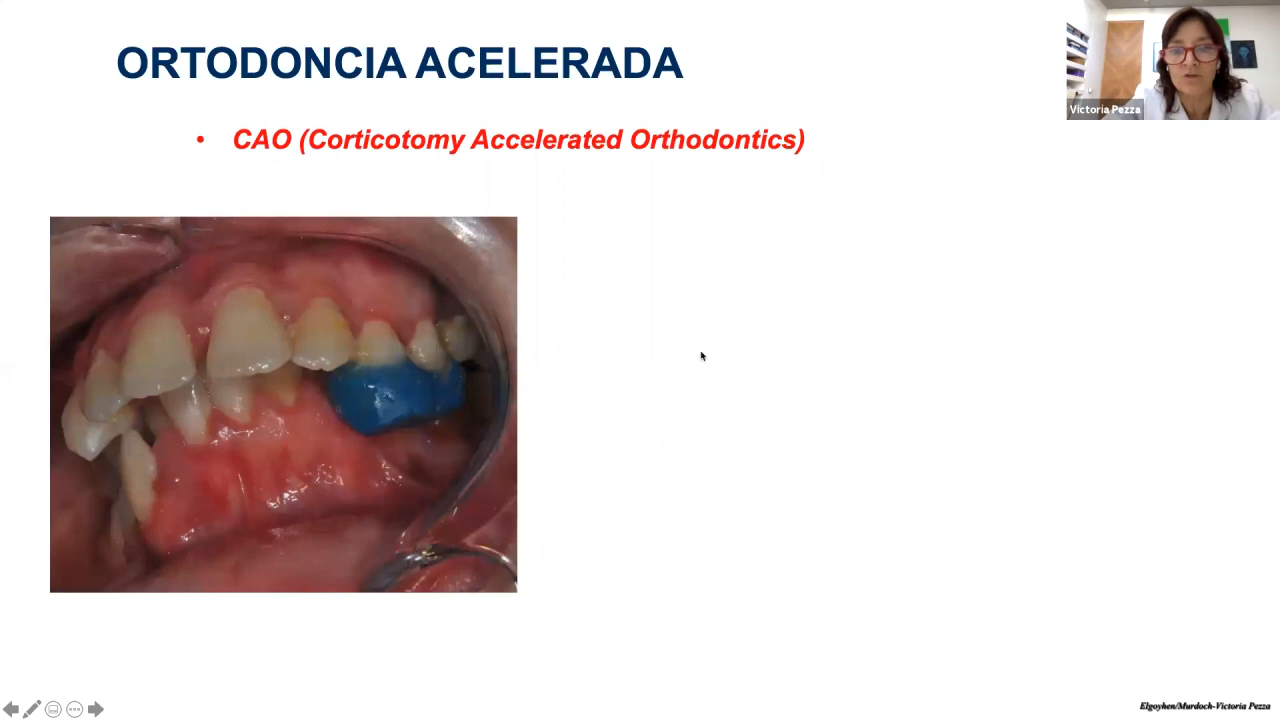 ORTODONCIA ACELERADA
• CAO (Corticotomy Accelerated Orthodontics)
Victoria Pezza
Elgoyhen/Murdoch-Victoria Pezza